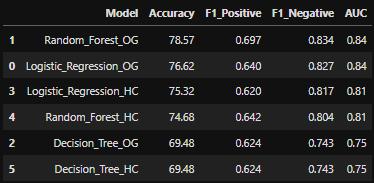 Model Accuracy F1_Positive F1_Negative AUC
1 Random_Forest_OG 78.57 0.697 0.834 0.84
0 Logistic_Regression_OG 76.62 0.640 0.827 0.84
3 Logistic_Regression_HC 75.32 0.620 0.817 0.81
4 Random_Forest_HC 74.68 0.642 0.804 0.81
2 Decision_Tree_OG 69.48 0.624 0.743 0.75
5 Decision_Tree_HC 69.48 0.624 0.743 0.75